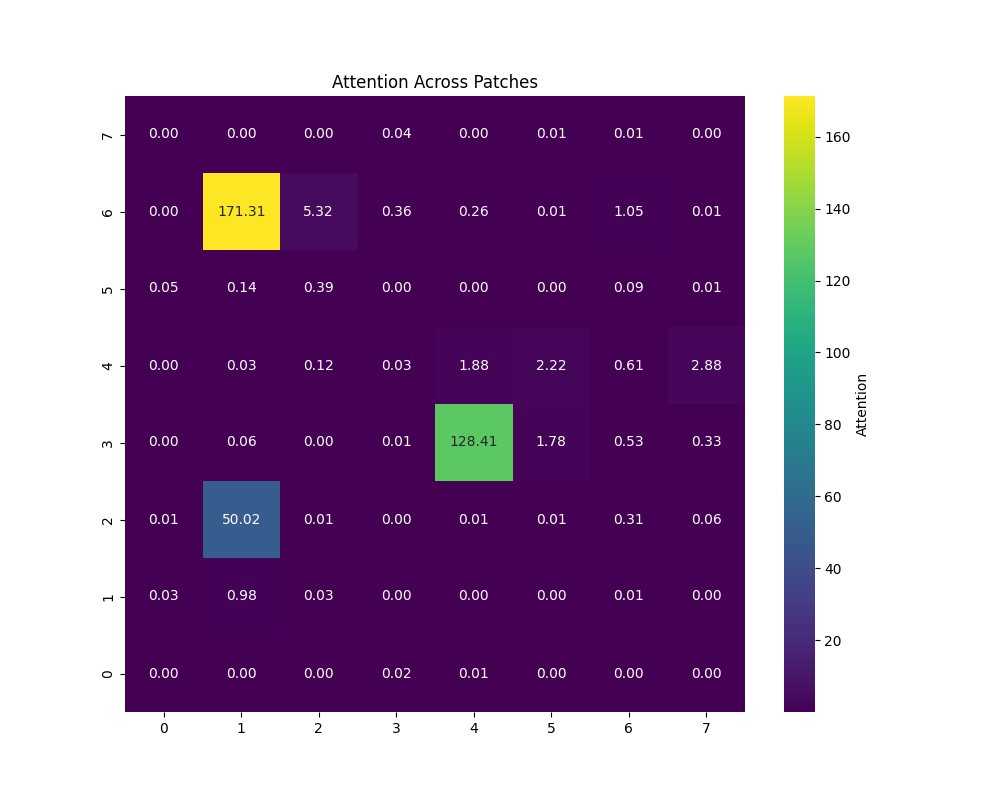 Attention Across Patches
7 0.00 0.00 0.00 0.04 0.00 0.01 0.01 0.00
160
6 0.00 171.31 5.32 0.36 0.26 0.01 1.05 0.01
140
120
5 0.05 0.14 0.39 0.00 0.00 0.00 0.09 0.01
100
4 0.00 0.03 0.12 0.03 1.88 2.22 0.61 2.88
Attention
80
3 0.00 0.06 0.00 0.01 128.41 1.78 0.53 0.33
60
2 0.01 50.02 0.01 0.00 0.01 0.01 0.31 0.06
40
1 0.03 0.98 0.03 0.00 0.00 0.00 0.01 0.00
20
0 0.00 0.00 0.00 0.02 0.01 0.00 0.00 0.00
0 1 2 3 4 5 6 7